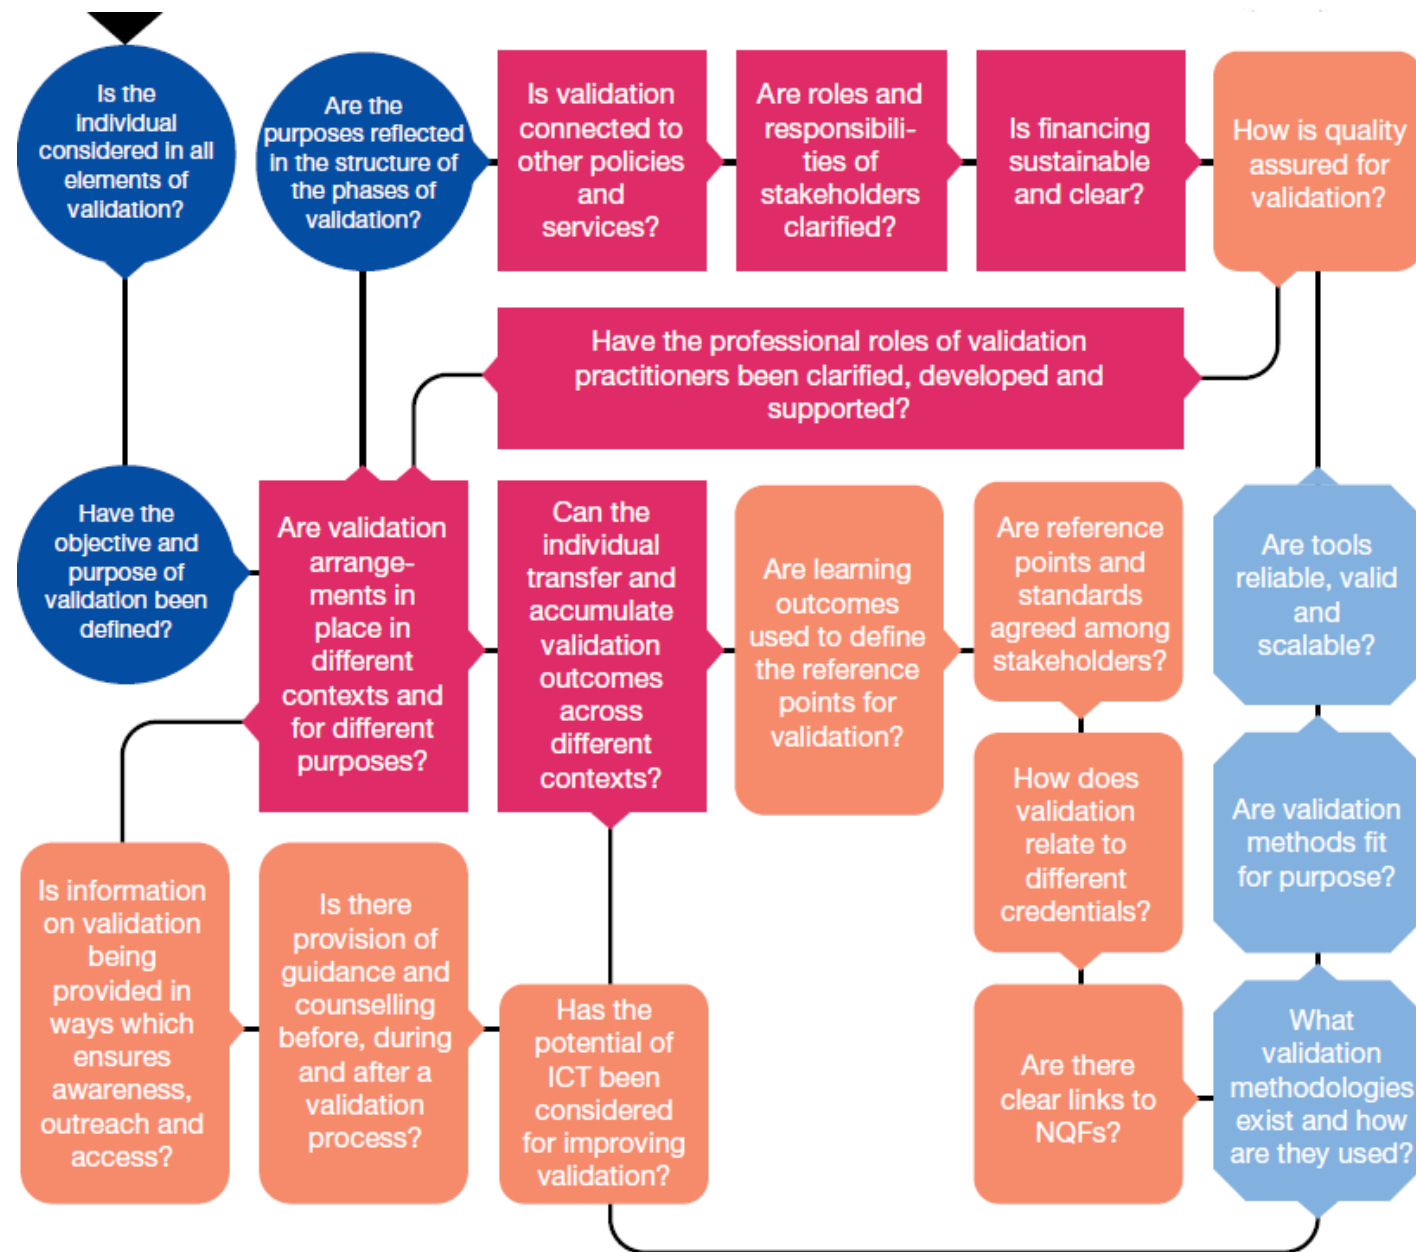 Is the
individual
considered in all
elements of
validation?
Are the
purposes reflected
in the structure of
the phases of
validation?
Is validation
connected to
other policies
and
services?
Are roles and
responsibili-
ties of
stakeholders
clarified?
Is financing
sustainable
and clear?
How is quality
assured for
validation?
Have the professional roles of validation
practitioners been clarified, developed and
supported?
Have the
objective and
purpose of
validation been
defined?
Are validation
arrange-
ments in
place in
different
contexts and
for different
purposes?
Can the
individual
transfer and
accumulate
validation
outcomes
across
different
contexts?
Are learning
outcomes
used to define
the reference
points for
validation?
Are reference
points and
standards
agreed among
stakeholders?
Are tools
reliable, valid
and
scalable?
How does
validation
relate to
different
credentials?
Are validation
methods fit
for purpose?
Is information
on validation
being
provided in
ways which
ensures
awareness,
outreach and
access?
Is there
provision of
guidance and
counselling
before, during
and after a
validation
process?
Has the
potential of
ICT been
considered
for improving
validation?
Are there
clear links to
NQFs?
What
validation
methodologies
exist and how
are they used?